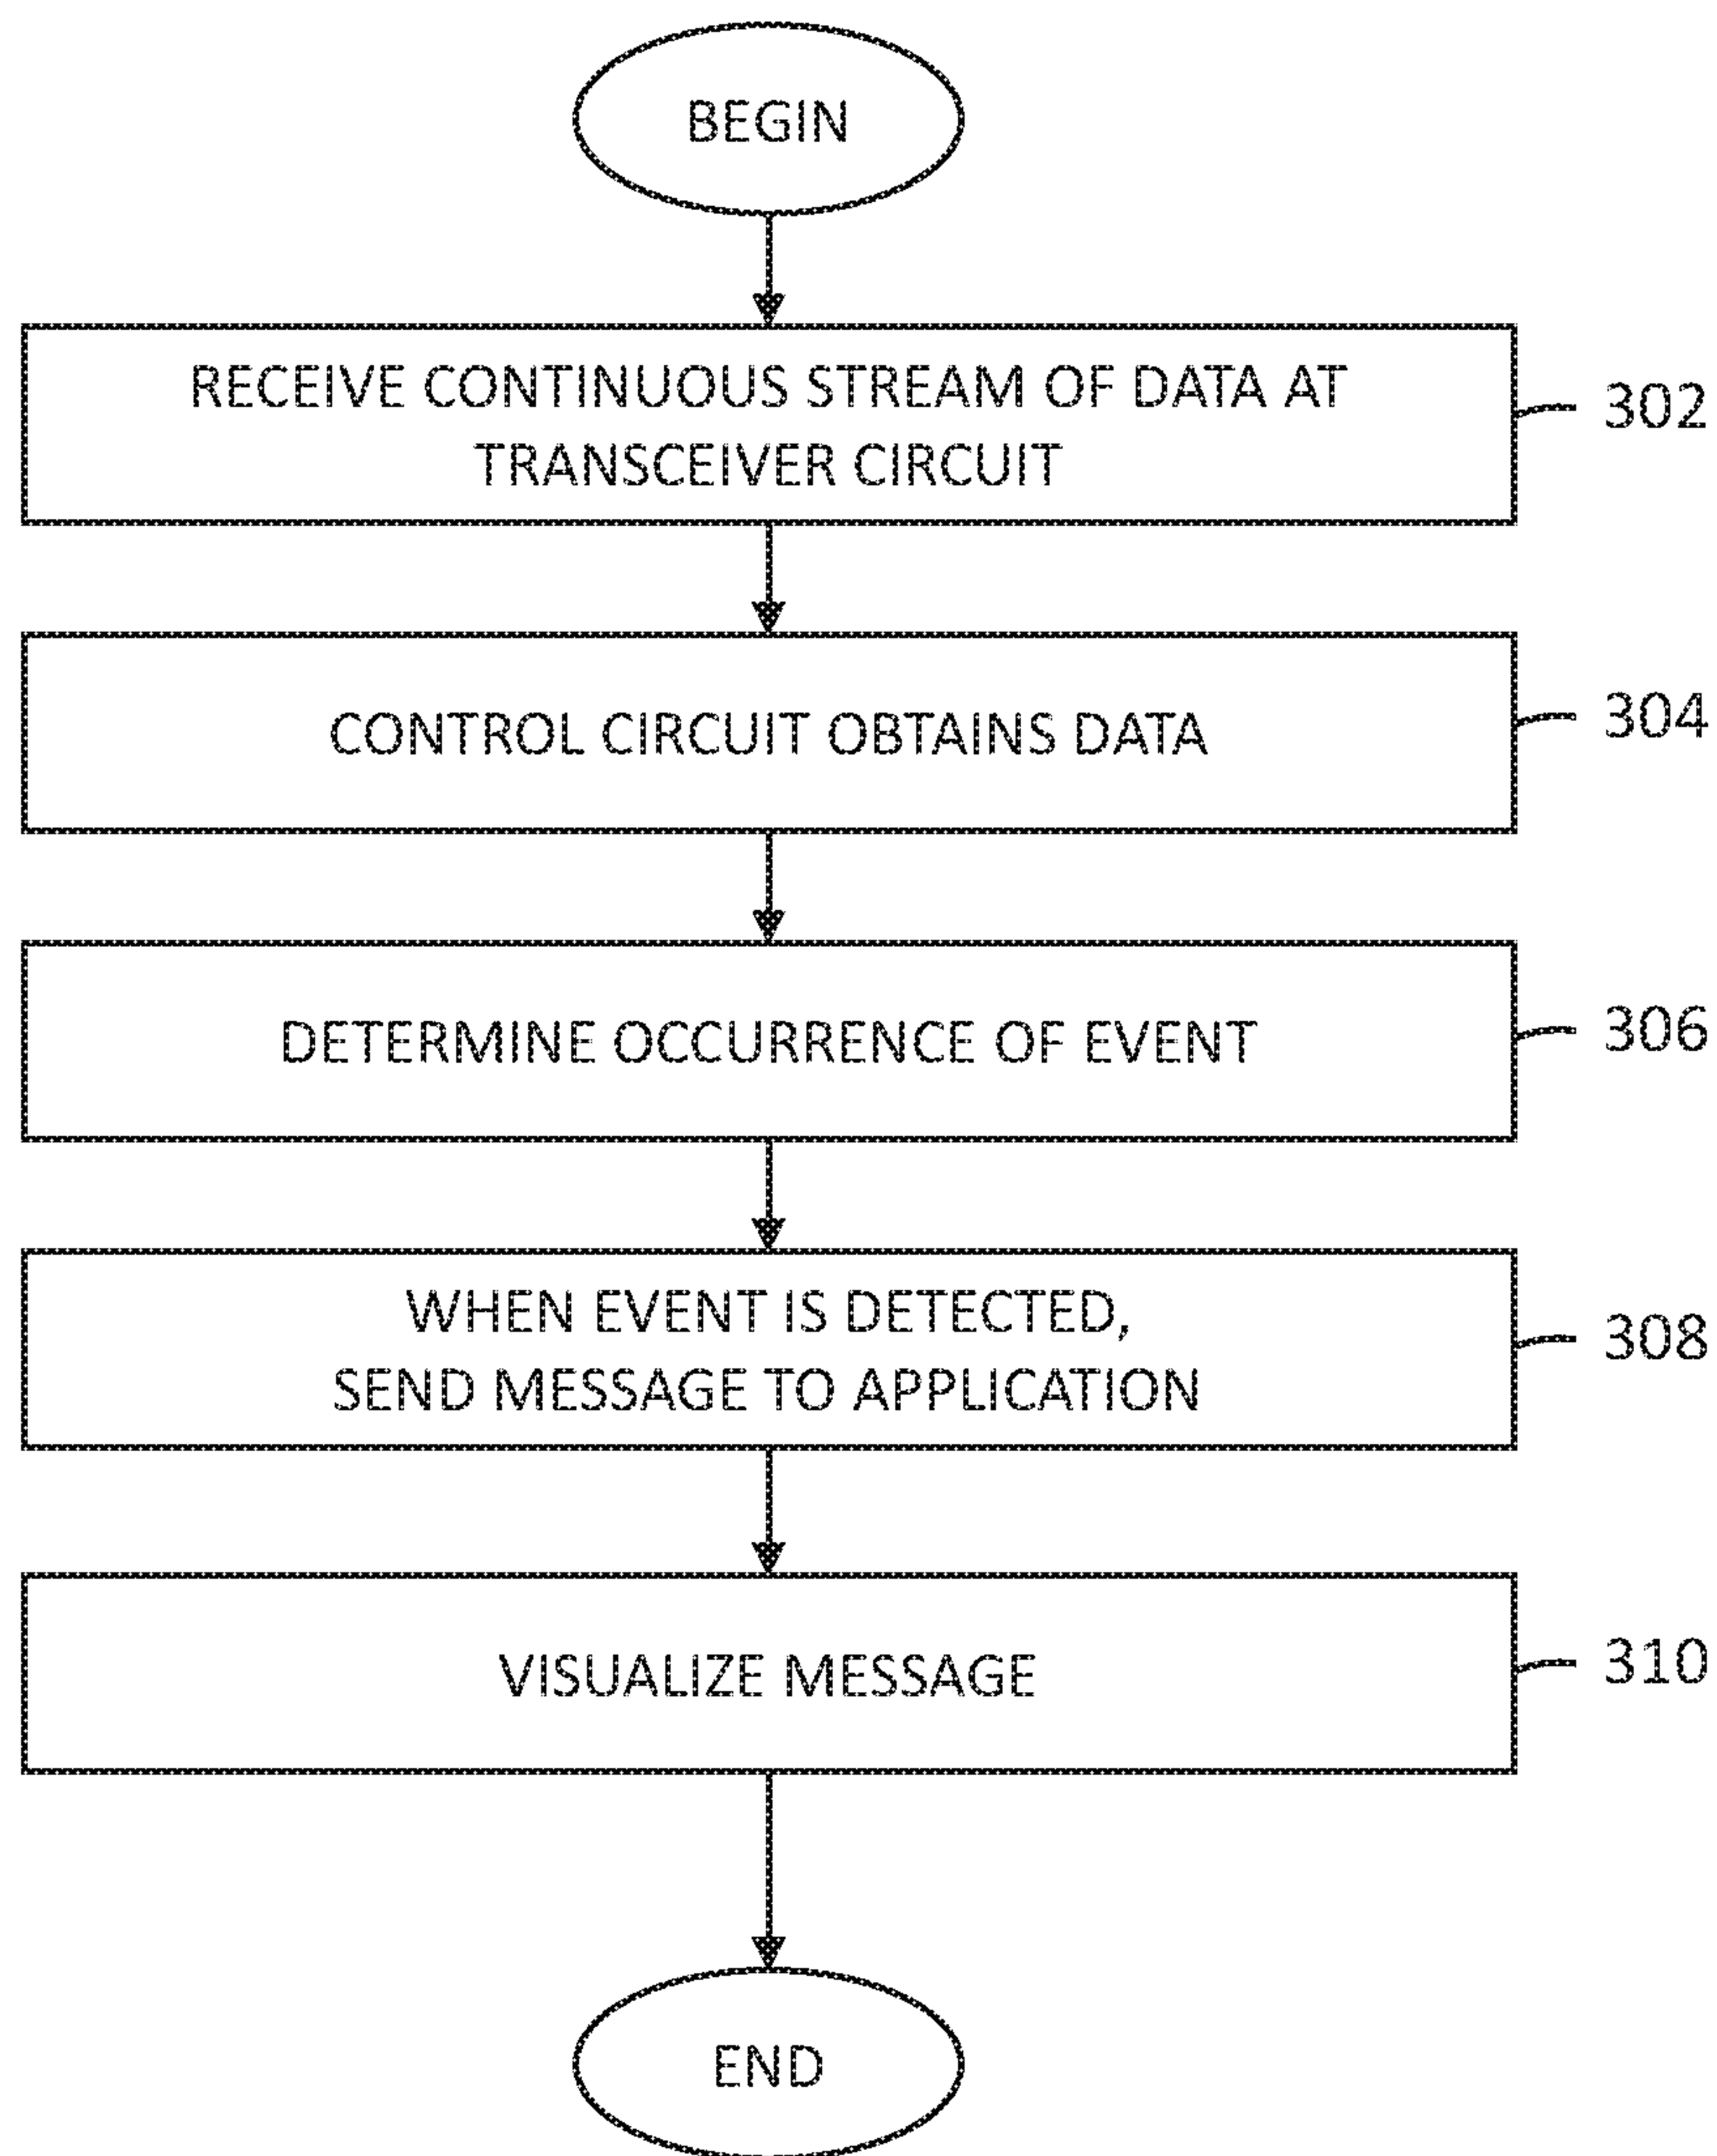 BEGIN
RECEIVE CONTINUOUS STREAM OF DATA AT
TRANSCEIVER CIRCUIT
302
CONTROL CIRCUIT OBTAINS DATA
304
DETERMINE OCCURRENCE OF EVENT
306
WHEN EVENT IS DETECTED,
SEND MESSAGE TO APPLICATION
308
VISUALIZE MESSAGE
310
END